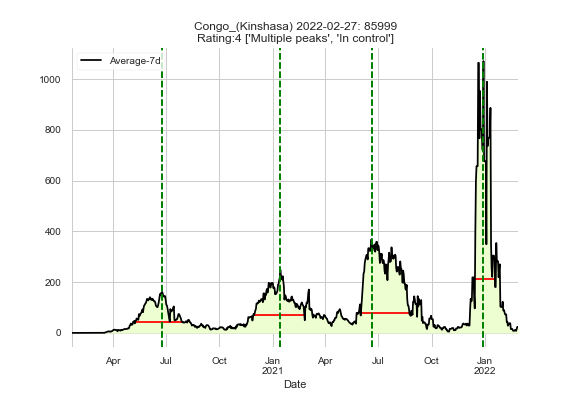 Congo_(Kinshasa) 2022-02-27: 85999
Rating:4 ['Multiple peaks', 'In control']
Average-7d
1000
800
600
400
200
0
Apr Jul Oct Jan Apr Jul Oct Jan
2021 2022
Date